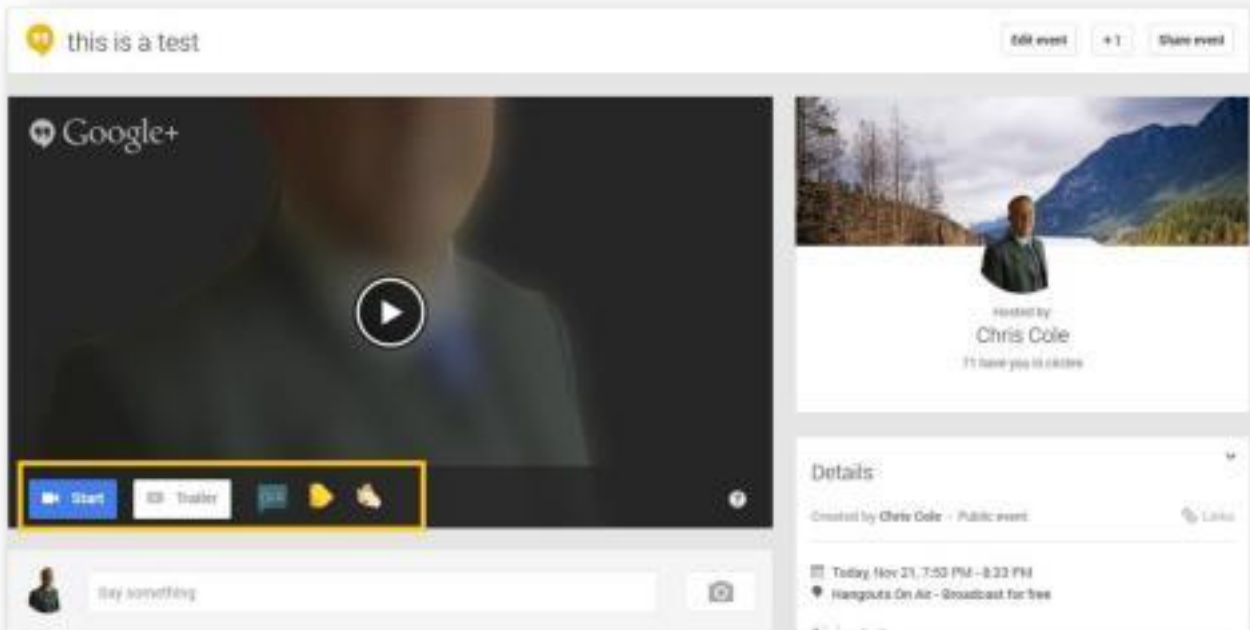 this is a test
Edit event +1 Share event
Google+
Hosted by
Chris Cole
71 have you in circles
Start Trailer
Details
Created by Chris Cole - Public event Links
Say something
Today, Nov 21, 7:53 PM - 8:33 PM
Hangouts On Air - Broadcast for free